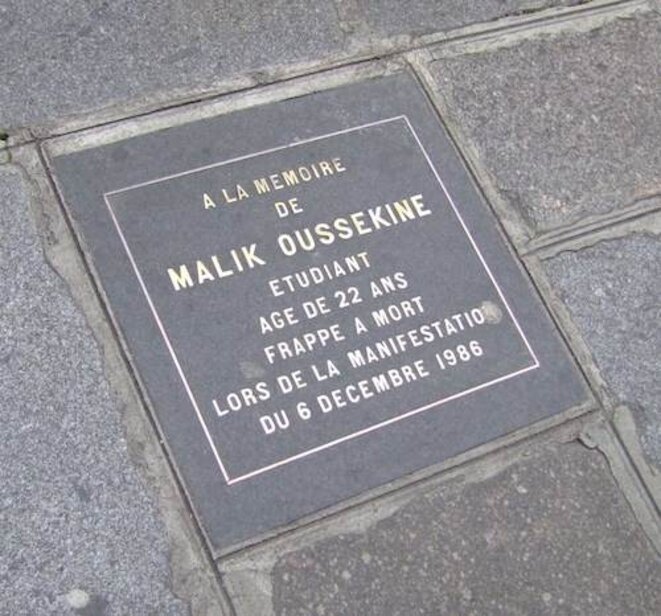 A LA MEMOIRE
DE
MALIK OUSSEKINE
ETUDIANT
AGE DE 22 ANS
FRAPPE A MORT
LORS DE LA MANIFESTATIO
DU 6 DECEMBRE 1986